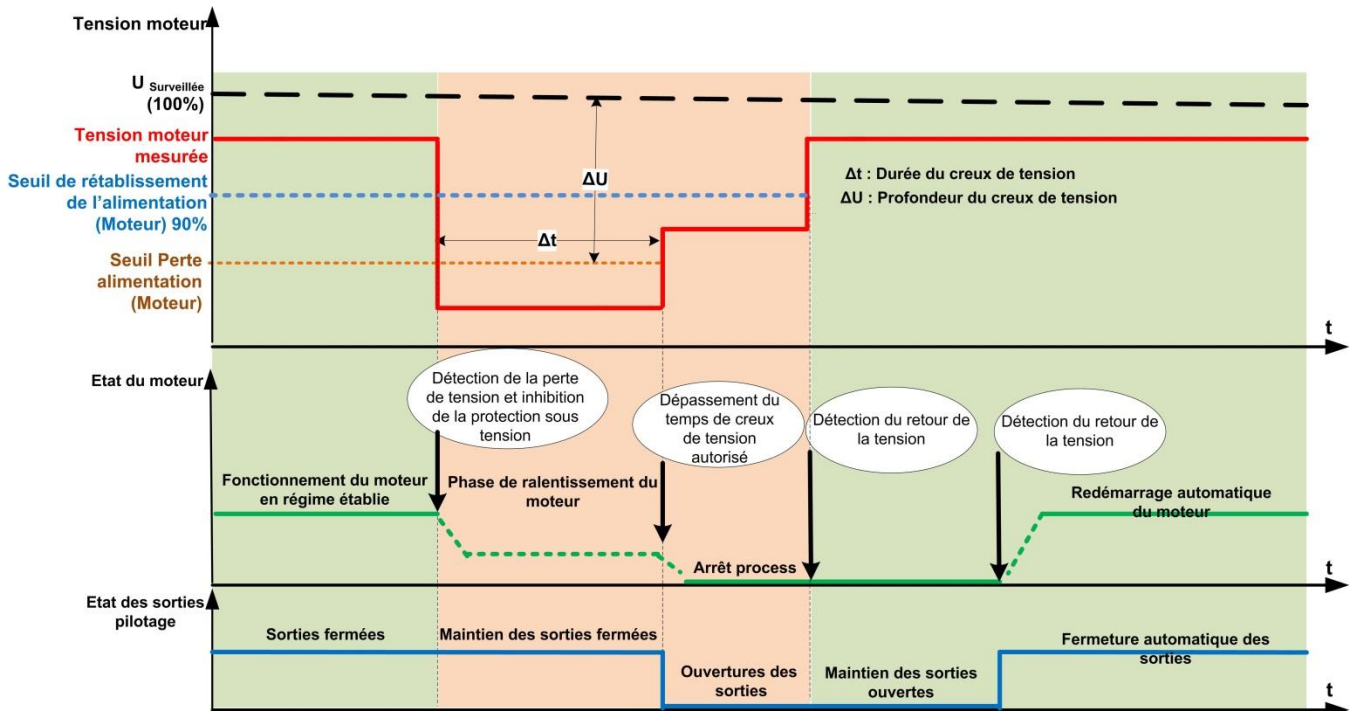 Tension moteur
U Surveillée
(100%)
Tension moteur
mesurée
Seuil de rétablissement
de l'alimentation
(Moteur) 90%
Seuil Perte
alimentation
(Moteur)
ΔU
Δt
Δt : Durée du creux de tension
ΔU : Profondeur du creux de tension
t
Etat du moteur
Détection de la perte
de tension et inhibition
de la protection sous
tension
Dépassement du
temps de creux
de tension
autorisé
Détection du retour de
la tension
Détection du retour de
la tension
Fonctionnement du moteur
en régime établie
Phase de ralentissement du
moteur
Arrêt process
Redémarrage automatique
du moteur
t
Etat des sorties
pilotage
Sorties fermées
Maintien des sorties fermées
Ouvertures des
sorties
Maintien des sorties
ouvertes
Fermeture automatique des
sorties
t